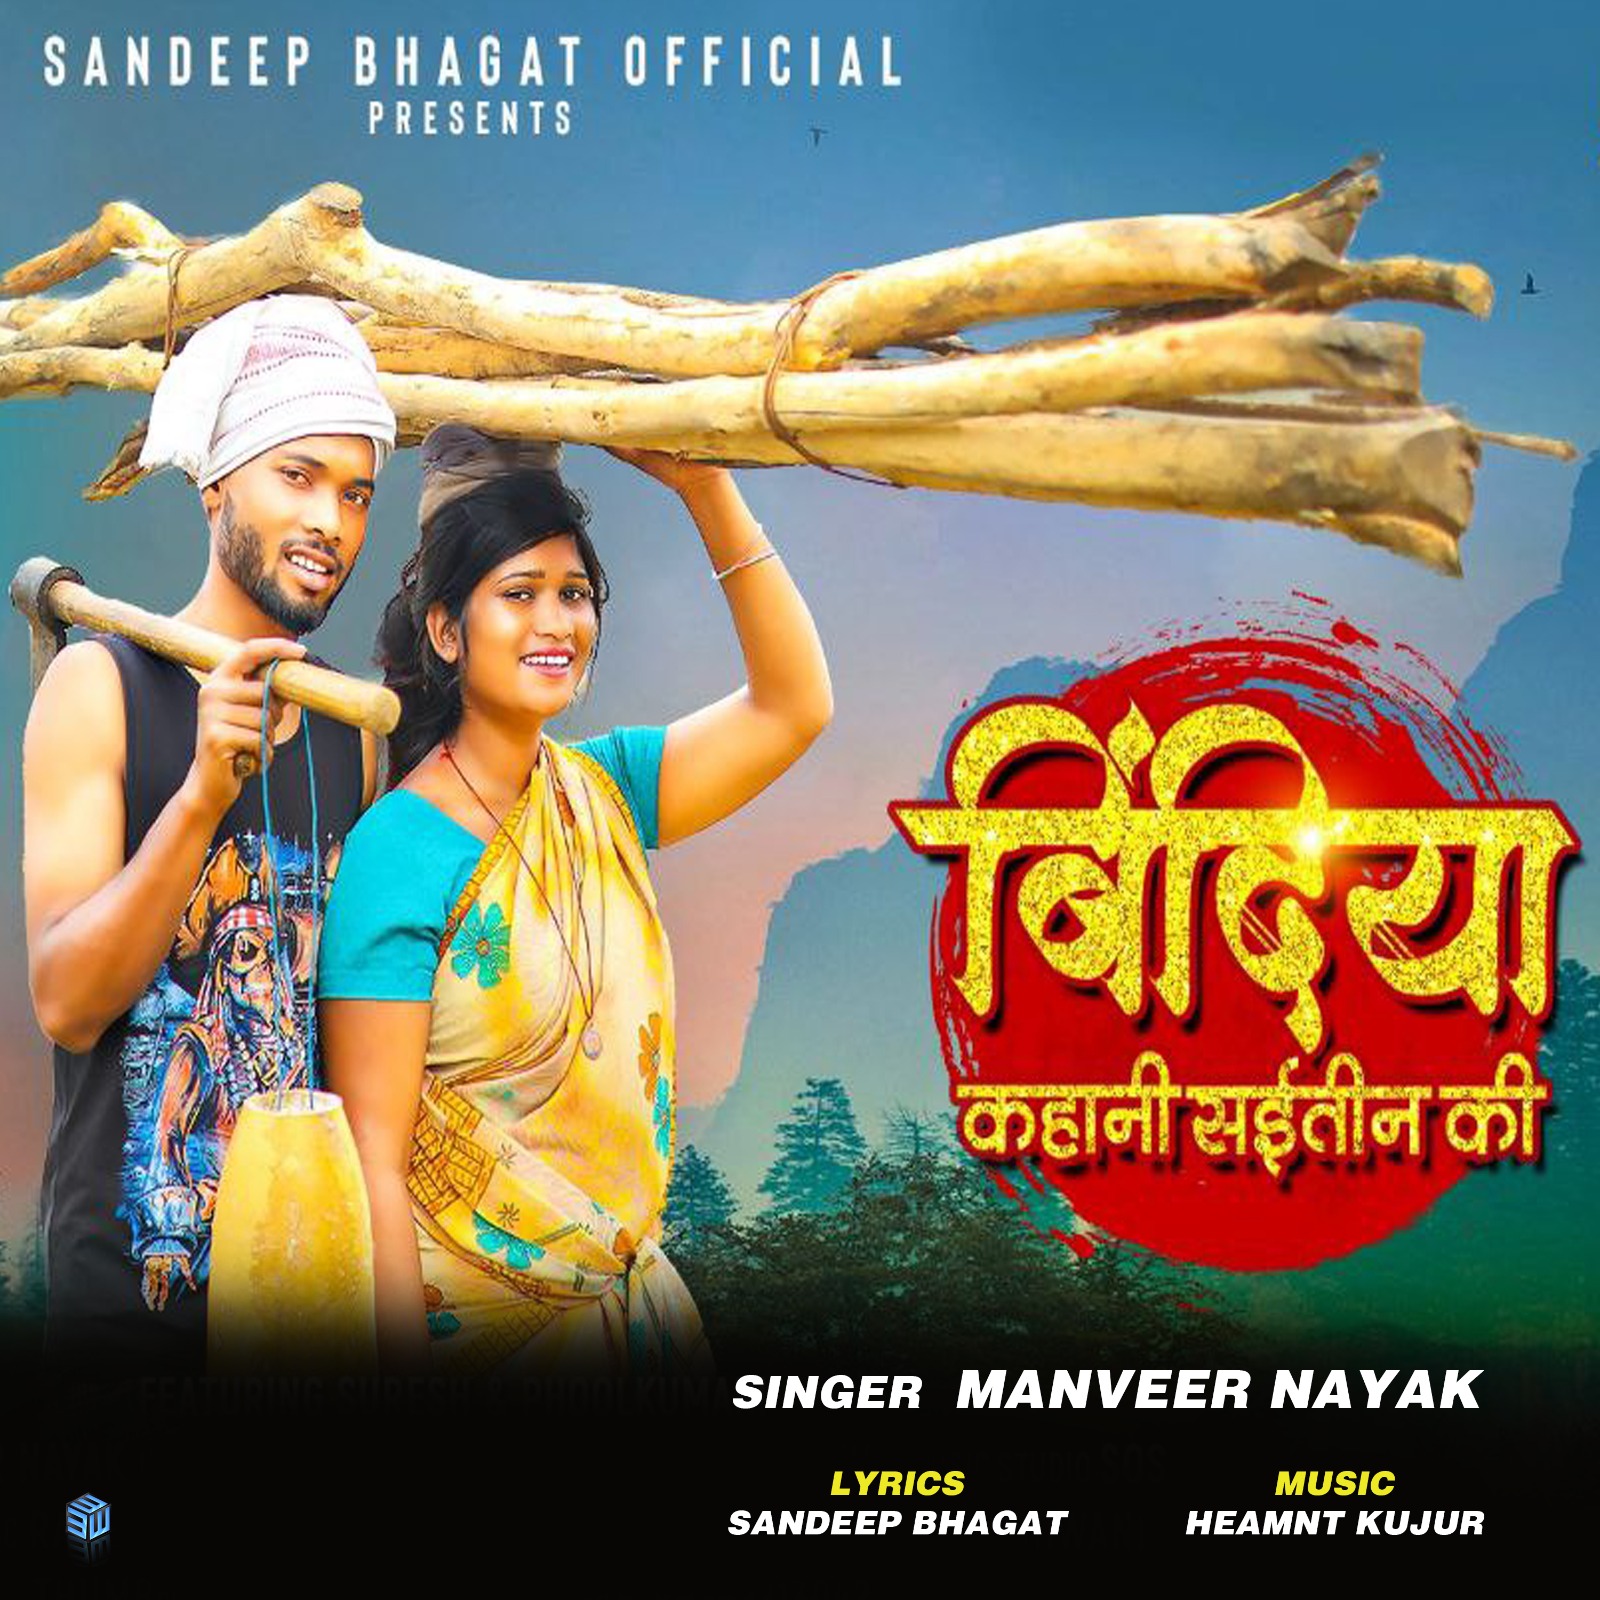 SANDEEP BHAGAT OFFICIAL
PRESENTS
बिंदिया
कहानी सईतीन की
SINGER MANVEER NAYAK
LYRICS
SANDEEP BHAGAT
MUSIC
HEAMNT KUJUR